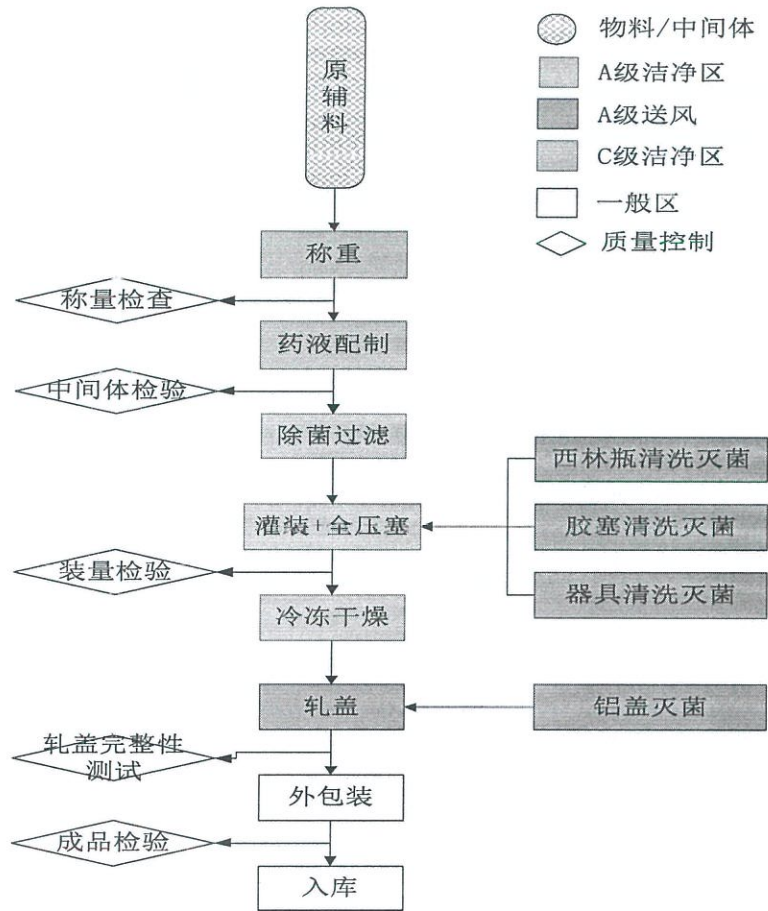 原
辅
料
物料/中间体
A级洁净区
A级送风
C级洁净区
一般区
质量控制
称重
称量检查
药液配制
中间体检验
除菌过滤
西林瓶清洗灭菌
灌装+全压塞
胶塞清洗灭菌
装量检验
器具清洗灭菌
冷冻干燥
轧盖
铝盖灭菌
轧盖完整性
测试
外包装
成品检验
入库